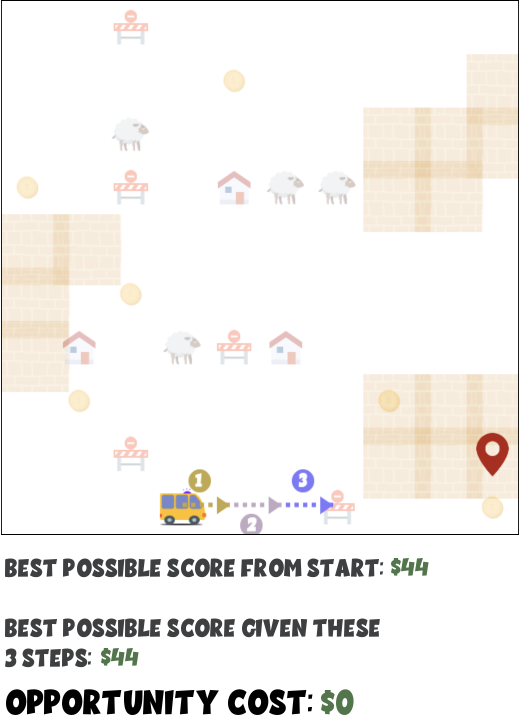 1
3
2
BEST POSSIBLE SCORE FROM START: $44
BEST POSSIBLE SCORE GIVEN THESE
3 STEPS: $44
OPPORTUNITY COST: $0